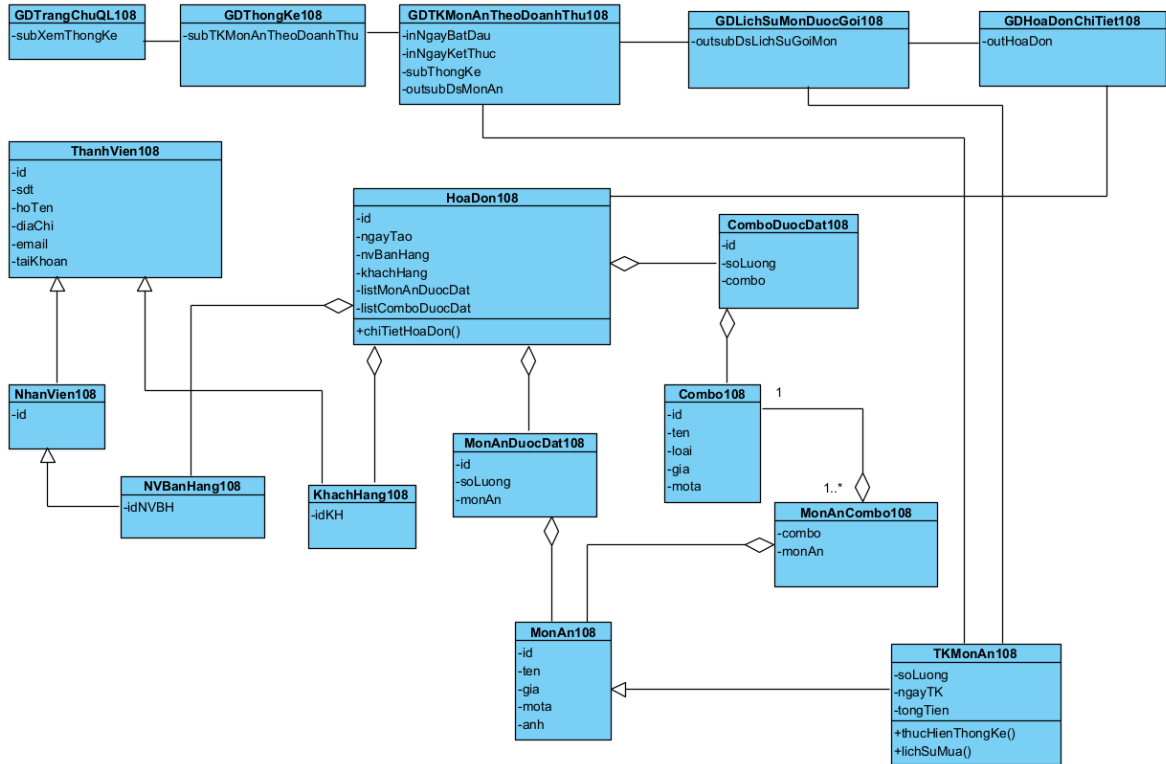 GDTrangChuQL108
-subXemThongKe
GDThongKe108
-subTKMonAnTheoDoanhThu
GDTKMonAnTheoDoanhThu108
-inNgayBatDau
-inNgayKetThuc
-subThongKe
-outsubDsMonAn
GDLichSuMonDuocGoi108
-outsubDsLichSuGoiMon
GDHoaDonChiTiet108
-outHoaDon
ThanhVien108
-id
-sdt
-hoTen
-diaChi
-email
-taiKhoan
HoaDon108
-id
-ngayTao
-nvBanHang
-khachHang
-listMonAnDuocDat
-listComboDuocDat
+chiTietHoaDon()
ComboDuocDat108
-id
-soLuong
-combo
NhanVien108
-id
Combo108
-id
-ten
-loai
-gia
-mota
1
1..*
NVBanHang108
-idNVBH
KhachHang108
-idKH
MonAnDuocDat108
-id
-soLuong
-monAn
MonAnCombo108
-combo
-monAn
MonAn108
-id
-ten
-gia
-mota
-anh
TKMonAn108
-soLuong
-ngayTK
-tongTien
+thucHienThongKe()
+lichSuMua()